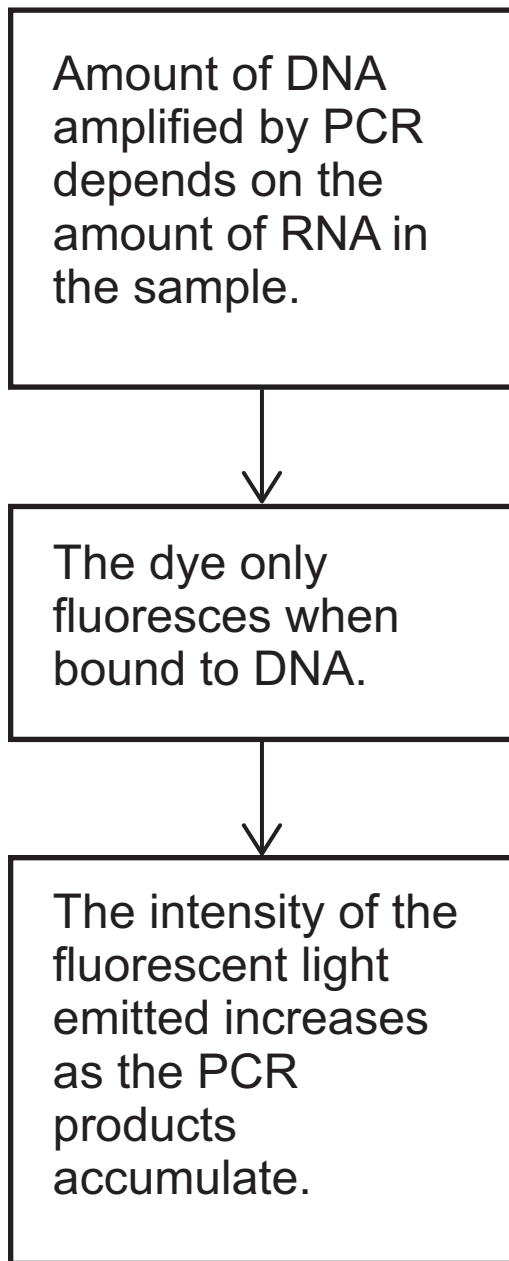 Amount of DNA
amplified by PCR
depends on the
amount of RNA in
the sample.
The dye only
fluoresces when
bound to DNA.
The intensity of the
fluorescent light
emitted increases
as the PCR
products
accumulate.